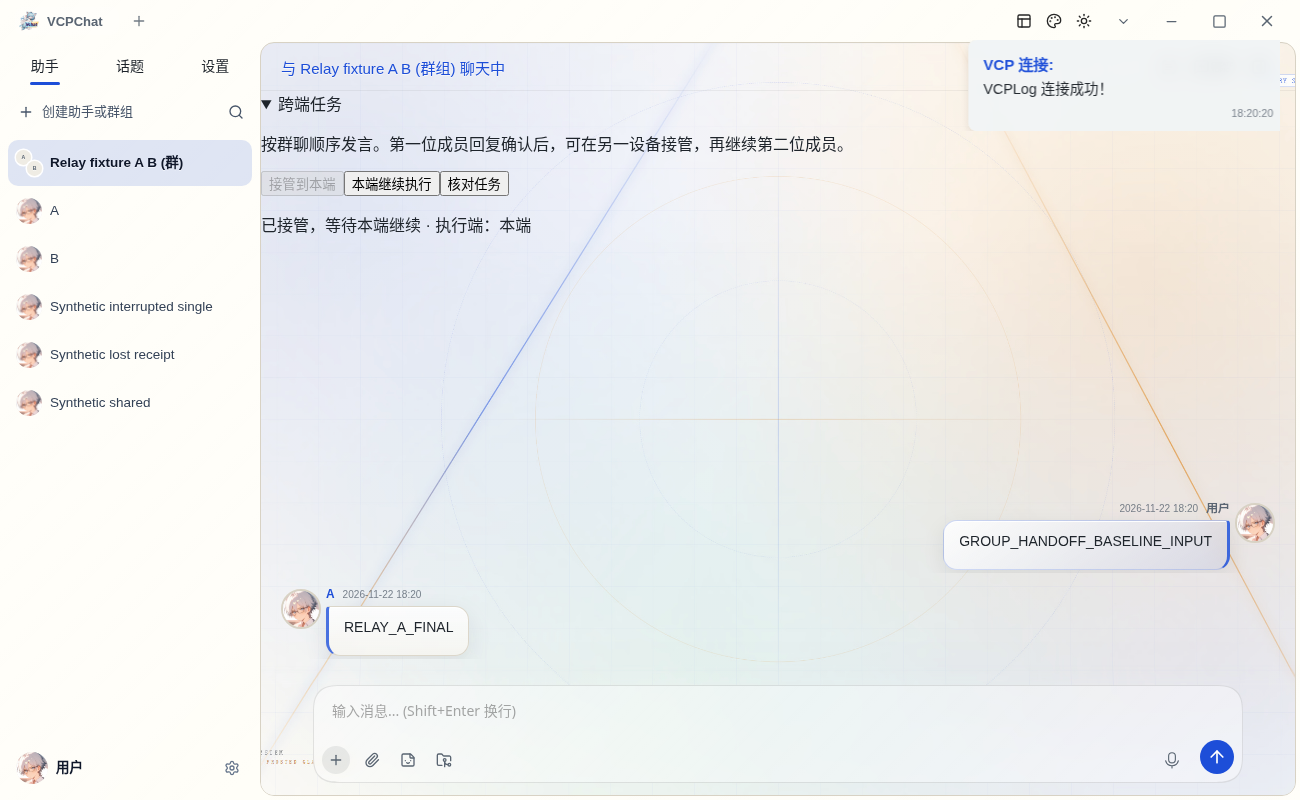 VCPChat
助手 话题 设置
创建助手或群组
A B
Relay fixture A B (群)
A
B
Synthetic interrupted single
Synthetic lost receipt
Synthetic shared
用户
与 Relay fixture A B (群组) 聊天中
▼ 跨端任务
按群聊顺序发言。第一位成员回复确认后，可在另一设备接管，再继续第二位成员。
接管到本端 本端继续执行 核对任务
已接管，等待本端继续 · 执行端：本端
VCP 连接:
VCPLog 连接成功！
18:20:20
2026-11-22 18:20 用户
GROUP_HANDOFF_BASELINE_INPUT
A 2026-11-22 18:20
RELAY_A_FINAL
输入消息... (Shift+Enter 换行)